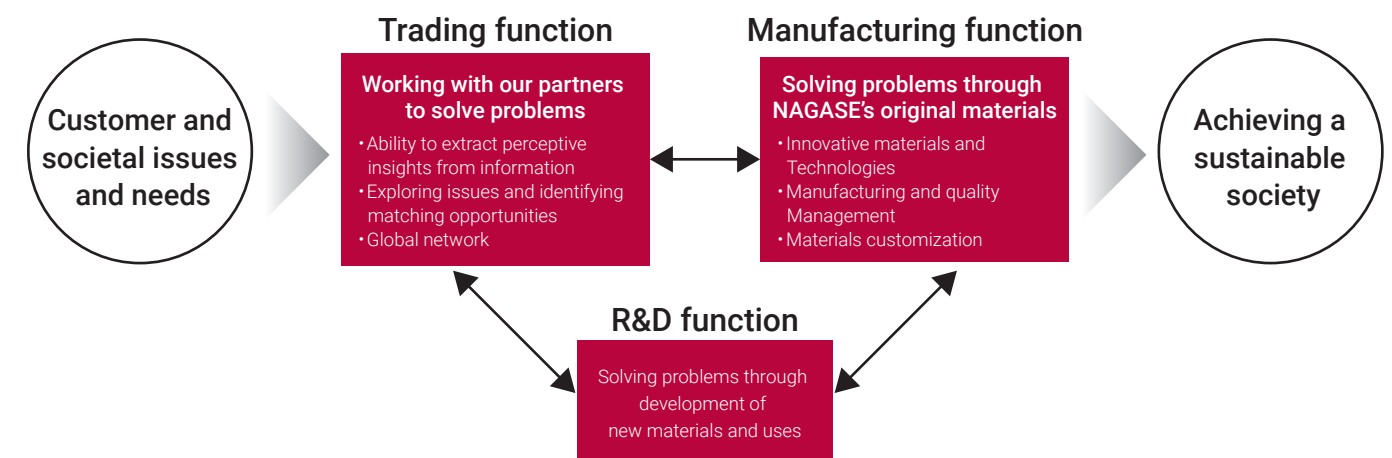 Customer and
societal issues
and needs
Trading function
Working with our partners
to solve problems
・Ability to extract perceptive
insights from information
・Exploring issues and identifying
matching opportunities
・Global network
Manufacturing function
Solving problems through
NAGASE's original materials
・Innovative materials and
Technologies
・Manufacturing and quality
Management
・Materials customization
R&D function
Solving problems through
development of
new materials and uses
Achieving a
sustainable
society